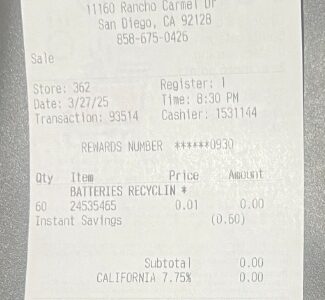 11160 Rancho Carmel Dr
San Diego, CA 92128
858-675-0426
Sale
Store: 362 Register: 1
Date: 3/27/25 Time: 8:30 PM
Transaction: 93514 Cashier: 1531144
REWARDS NUMBER ******0930
Qty Item Price Amount
BATTERIES RECYCLIN *
60 24535465 0.01 0.00
Instant Savings (0.60)
Subtotal 0.00
CALIFORNIA 7.75% 0.00